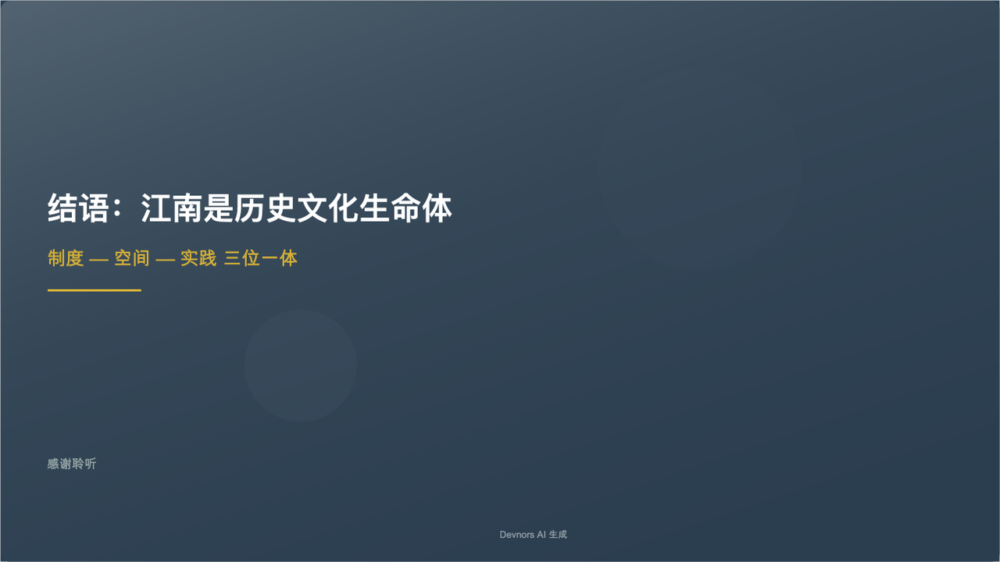 结语：江南是历史文化生命体
制度 — 空间 — 实践 三位一体
感谢聆听
Devnors AI 生成